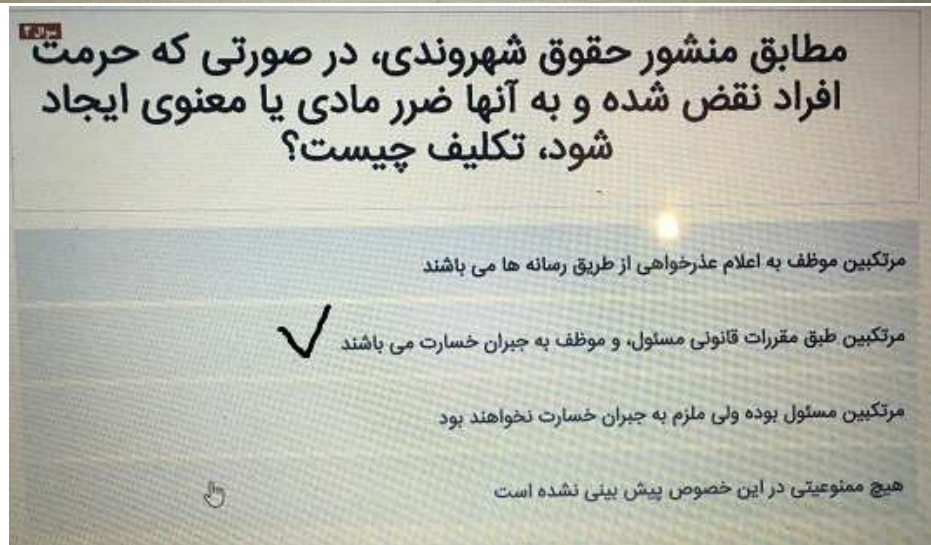 سوال ۲
مطابق منشور حقوق شهروندی، در صورتی که حرمت
افراد نقض شده و به آنها ضرر مادی یا معنوی ایجاد
شود، تکلیف چیست؟
مرتکبین موظف به اعلام عذرخواهی از طریق رسانه ها می باشند
مرتکبین طبق مقررات قانونی مسئول، و موظف به جبران خسارت می باشند
مرتکبین مسئول بوده ولی ملزم به جبران خسارت نخواهند بود
هیچ ممنوعیتی در این خصوص پیش بینی نشده است